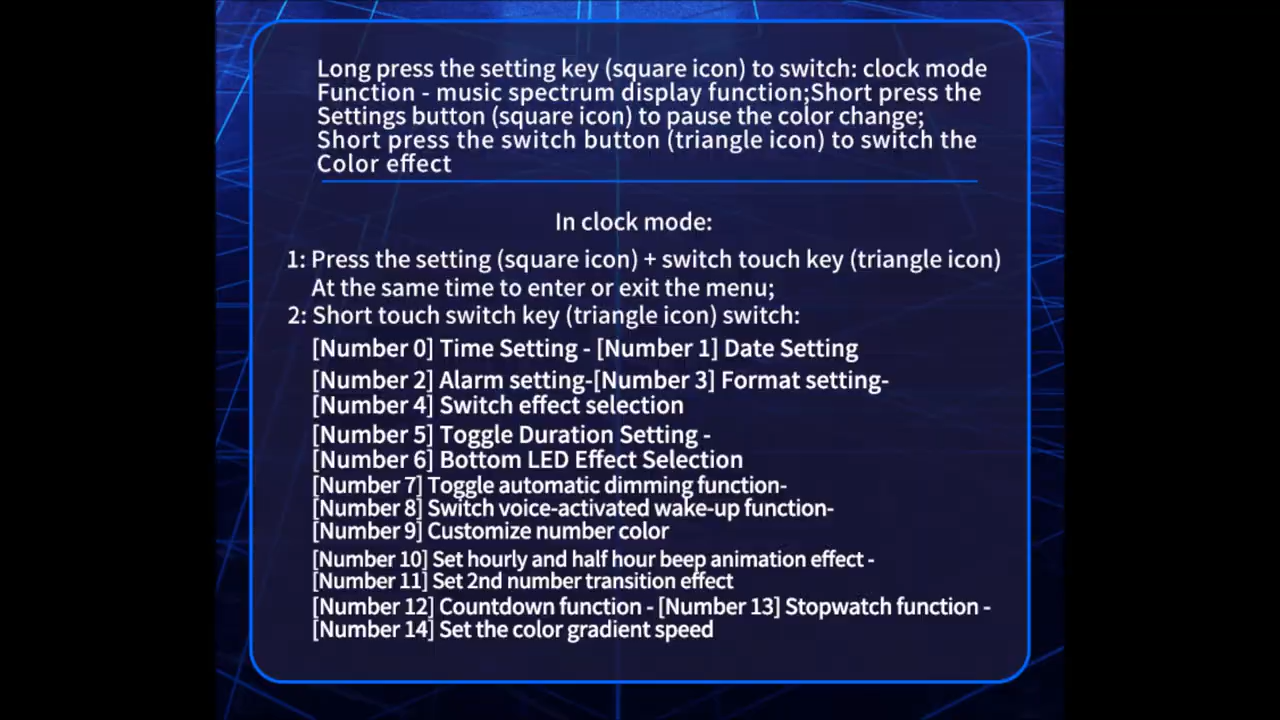 Long press the setting key (square icon) to switch: clock mode
Function - music spectrum display function;Short press the
Settings button (square icon) to pause the color change;
Short press the switch button (triangle icon) to switch the
Color effect
In clock mode:
1: Press the setting (square icon) + switch touch key (triangle icon)
At the same time to enter or exit the menu;
2: Short touch switch key (triangle icon) switch:
[Number 0] Time Setting - [Number 1] Date Setting
[Number 2] Alarm setting-[Number 3] Format setting-
[Number 4] Switch effect selection
[Number 5] Toggle Duration Setting -
[Number 6] Bottom LED Effect Selection
[Number 7] Toggle automatic dimming function-
[Number 8] Switch voice-activated wake-up function-
[Number 9] Customize number color
[Number 10] Set hourly and half hour beep animation effect -
[Number 11] Set 2nd number transition effect
[Number 12] Countdown function - [Number 13] Stopwatch function -
[Number 14] Set the color gradient speed